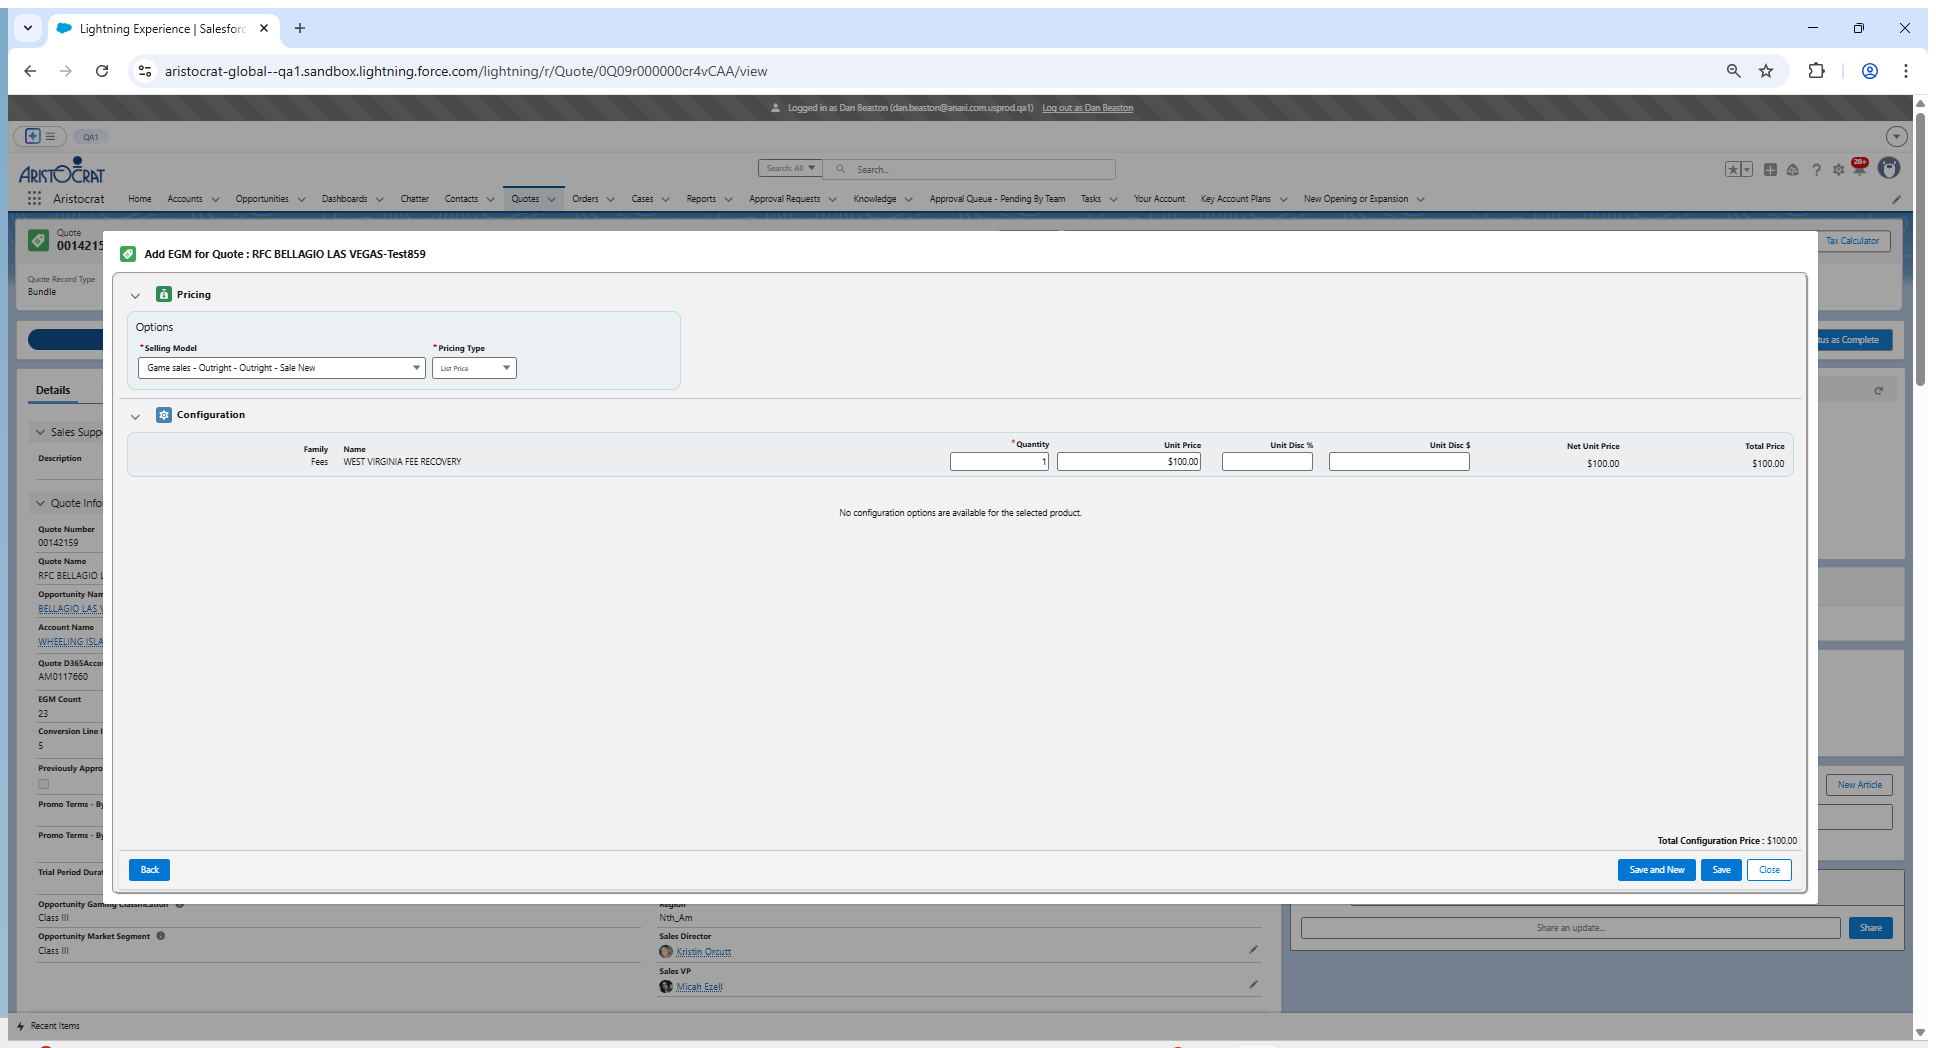 Lightning Experience | Salesforc
aristocrat-global--qa1.sandbox.lightning.force.com/lightning/r/Quote/0Q09r000000cr4vCAA/view
Logged in as Dan Beaston (dan.beaston@anaxi.com.usprod.qa1) Log out as Dan Beaston
QA1
ARISTOCRAT
Search: All
Search...
20+
Aristocrat Home Accounts Opportunities Dashboards Chatter Contacts Quotes Orders Cases Reports Approval Requests Knowledge Approval Queue - Pending By Team Tasks Your Account Key Account Plans New Opening or Expansion
Quote
0014215
Tax Calculator
Quote Record Type
Bundle
Add EGM for Quote : RFC BELLAGIO LAS VEGAS-Test859
Pricing
Options
*Selling Model *Pricing Type
Game sales - Outright - Outright - Sale New List Price
tus as Complete
Details
Configuration
Sales Supp
Description
Family Name *Quantity Unit Price Unit Disc % Unit Disc $ Net Unit Price Total Price
Fees WEST VIRGINIA FEE RECOVERY 1 $100.00 $100.00 $100.00
No configuration options are available for the selected product.
Quote Info
Quote Number
00142159
Quote Name
RFC BELLAGIO L
Opportunity Nam
BELLAGIO LAS V
Account Name
WHEELING ISLA
Quote D365Accou
AM0117660
EGM Count
23
Conversion Line I
5
Previously Appro
New Article
Promo Terms - By
Promo Terms - By
Total Configuration Price : $100.00
Trial Period Durat
Back Save and New Save Close
Opportunity Gaming Classification
Class III
Region
Nth_Am
Opportunity Market Segment
Class III
Sales Director
Kristin Orcutt
Share an update...
Share
Sales VP
Micah Ezell
Recent Items